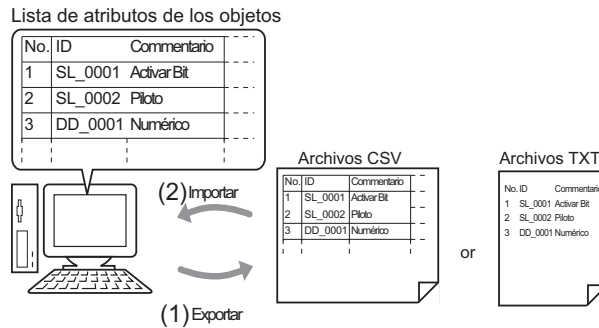 Lista de atributos de los objetos
No. ID Commentario
1 SL_0001 Activar Bit
2 SL_0002 Piloto
3 DD_0001 Numérico
(2) Importar
(1) Exportar
Archivos CSV
No. ID Commentario
1 SL_0001 Activar Bit
2 SL_0002 Piloto
3 DD_0001 Numérico
or
Archivos TXT
No. ID Commentario
1 SL_0001 Activar Bit
2 SL_0002 Piloto
3 DD_0001 Numérico